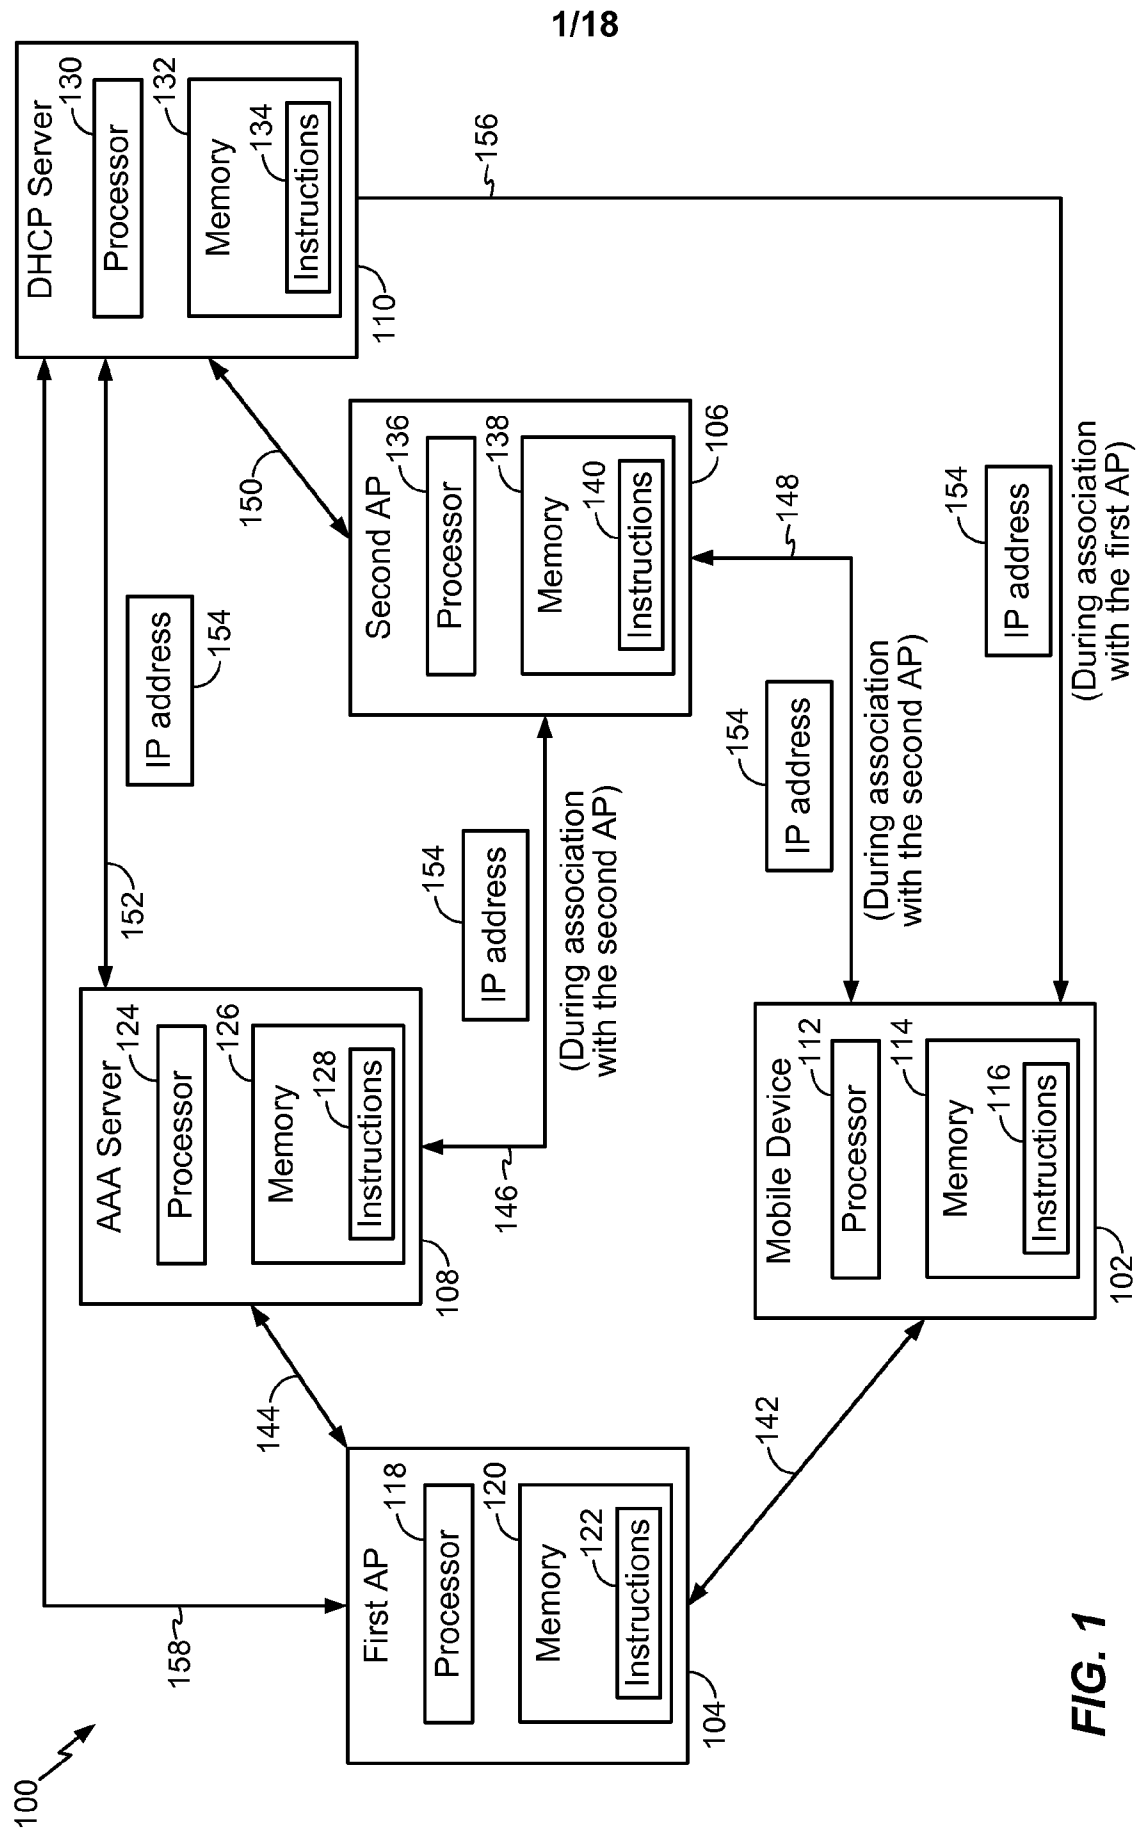 1/18
100
158
First AP
118
Processor
120
Memory
122
Instructions
104
144
142
AAA Server
124
Processor
126
Memory
128
Instructions
108
146
152
IP address
154
154
IP address
(During association
with the second AP)
Mobile Device
112
Processor
114
Memory
116
Instructions
102
Second AP
136
Processor
138
Memory
140
Instructions
106
150
148
154
IP address
(During association
with the second AP)
DHCP Server
130
Processor
132
Memory
134
Instructions
110
156
154
IP address
(During association
with the first AP)
FIG. 1